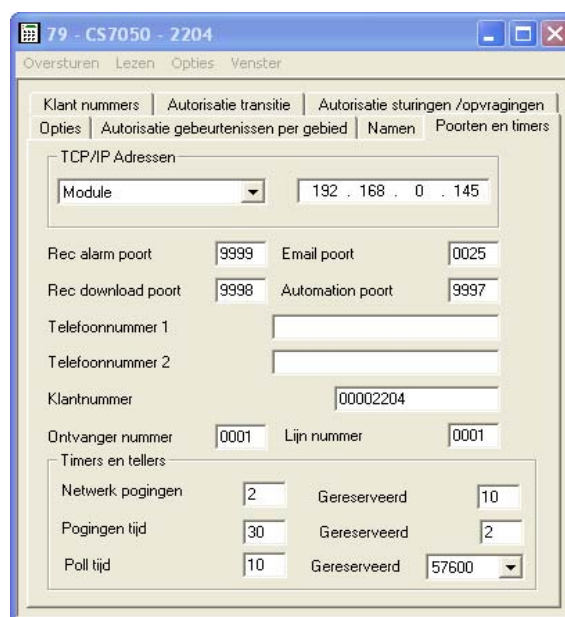 79 - CS7050 - 2204
Oversturen Lezen Opties Venster
Klant nummers Autorisatie transitie Autorisatie sturingen /opvragingen
Opties Autorisatie gebeurtenissen per gebied Namen Poorten en timers
TCP/IP Adressen
Module 192 . 168 . 0 . 145
Rec alarm poort 9999 Email poort 0025
Rec download poort 9998 Automation poort 9997
Telefoonnummer 1
Telefoonnummer 2
Klantnummer 00002204
Ontvanger nummer 0001 Lijn nummer 0001
Timers en tellers
Netwerk pogingen 2 Gereserveerd 10
Pogingen tijd 30 Gereserveerd 2
Poll tijd 10 Gereserveerd 57600